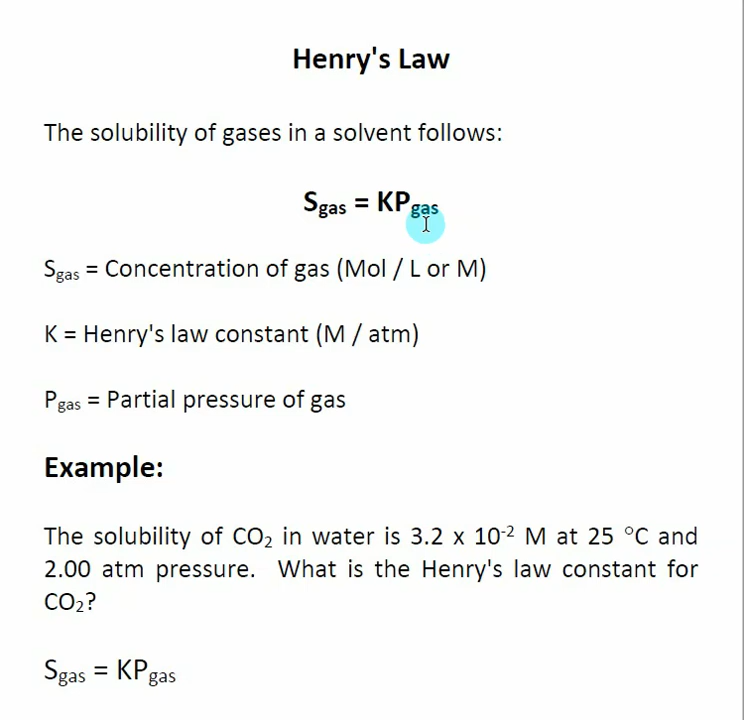 Henry's Law
The solubility of gases in a solvent follows:
Sgas = KPgas
Sgas = Concentration of gas (Mol / L or M)
K = Henry's law constant (M / atm)
Pgas = Partial pressure of gas
Example:
The solubility of CO₂ in water is 3.2 x 10⁻² M at 25 °C and
2.00 atm pressure. What is the Henry's law constant for
CO₂?
Sgas = KPgas